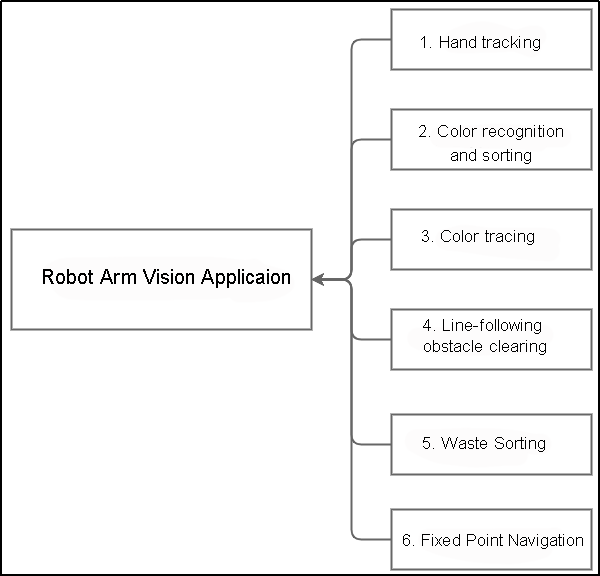 1. Hand tracking
2. Color recognition
and sorting
3. Color tracing
Robot Arm Vision Applicaion
4. Line-following
obstacle clearing
5. Waste Sorting
6. Fixed Point Navigation